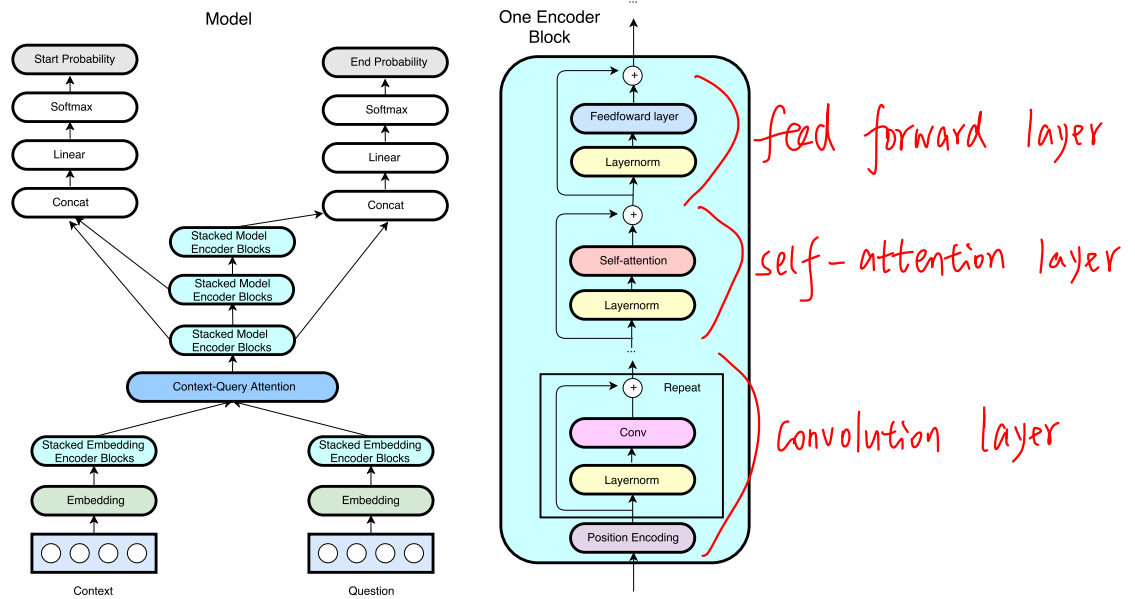 Model
Start Probability
Softmax
Linear
Concat
End Probability
Softmax
Linear
Concat
Stacked Model
Encoder Blocks
Stacked Model
Encoder Blocks
Stacked Model
Encoder Blocks
Context-Query Attention
Stacked Embedding
Encoder Blocks
Stacked Embedding
Encoder Blocks
Embedding
Embedding
Context
Question
One Encoder
Block
...
+
Feedfoward layer
Layernorm
+
Self-attention
Layernorm
...
+
Repeat
Conv
Layernorm
Position Encoding
feed forward layer
self-attention layer
convolution layer